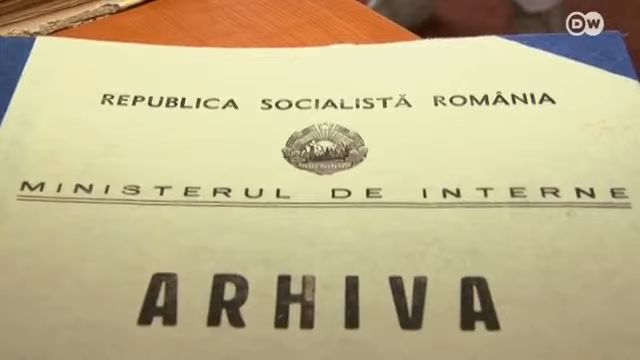 DW
REPUBLICA SOCIALISTĂ ROMÂNIA
MINISTERUL DE INTERNE
ARHIVA